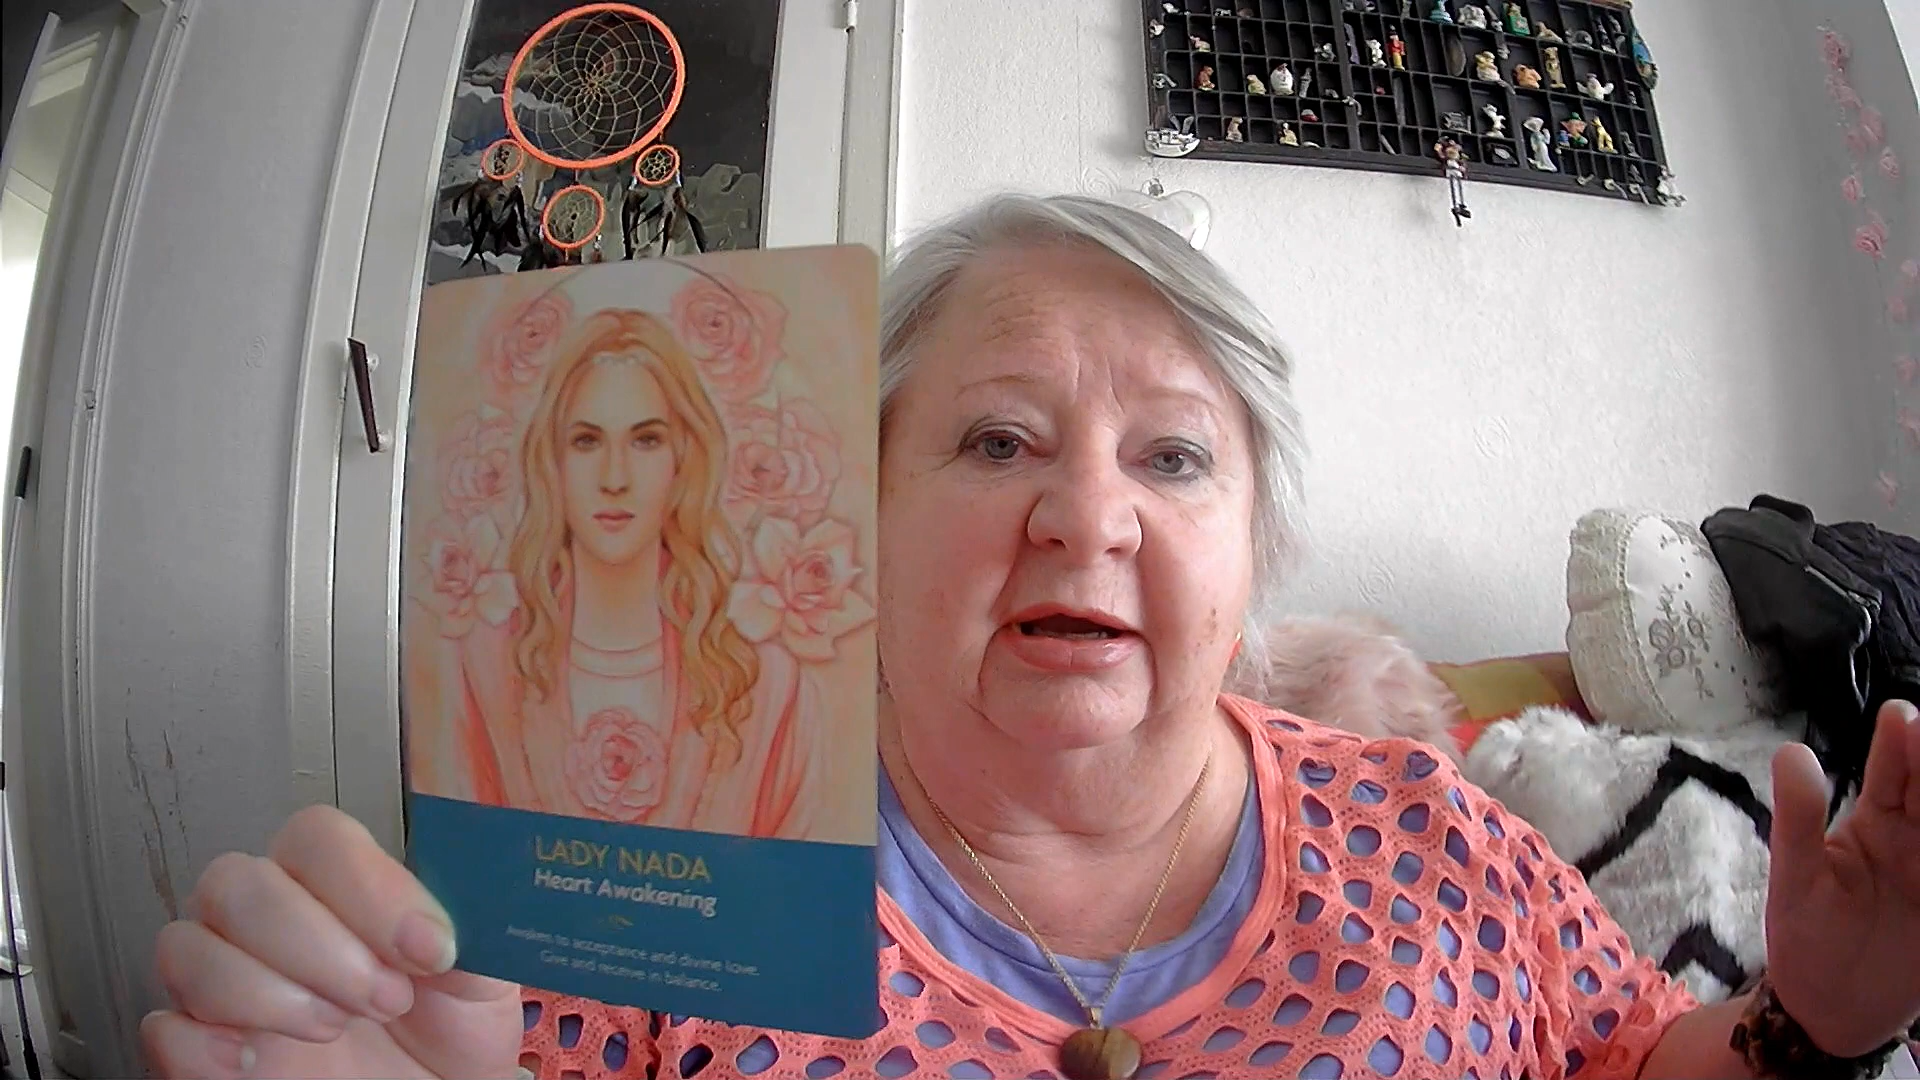 LADY NADA
Heart Awakening
Awaken to acceptance and divine love.
Give and receive in balance.